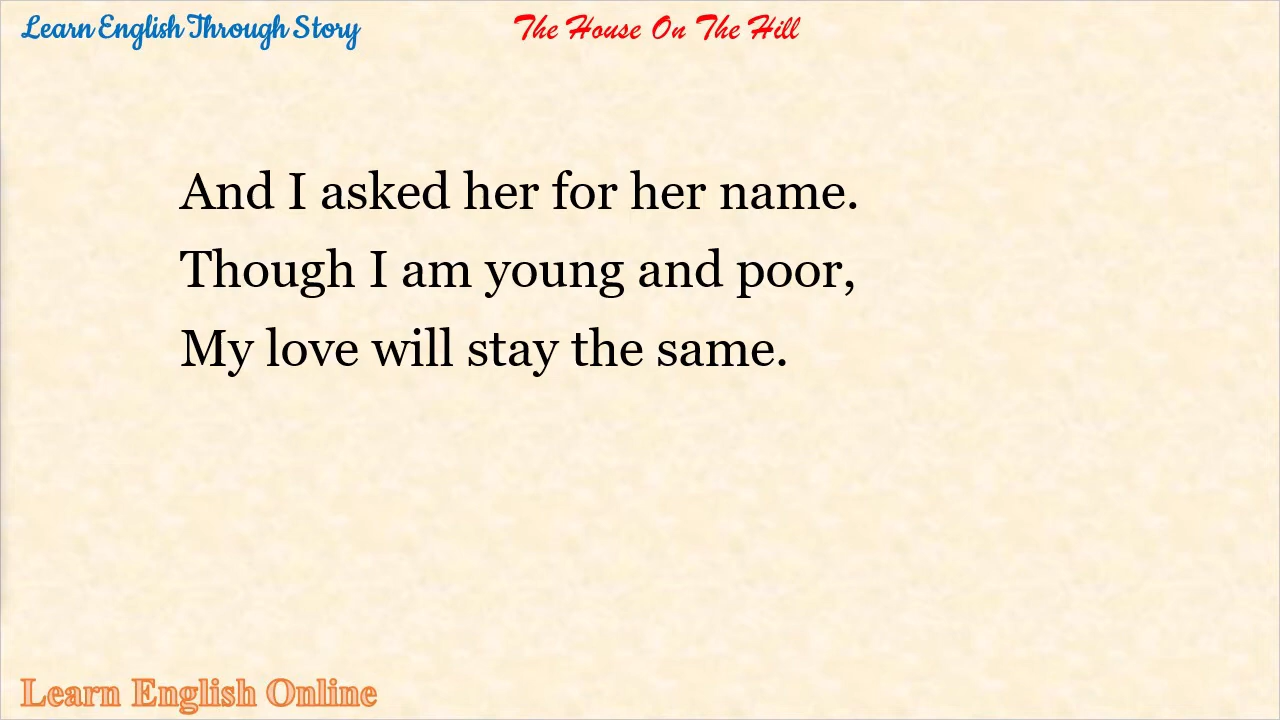 Learn English Through Story
The House On The Hill
And I asked her for her name.
Though I am young and poor,
My love will stay the same.
Learn English Online